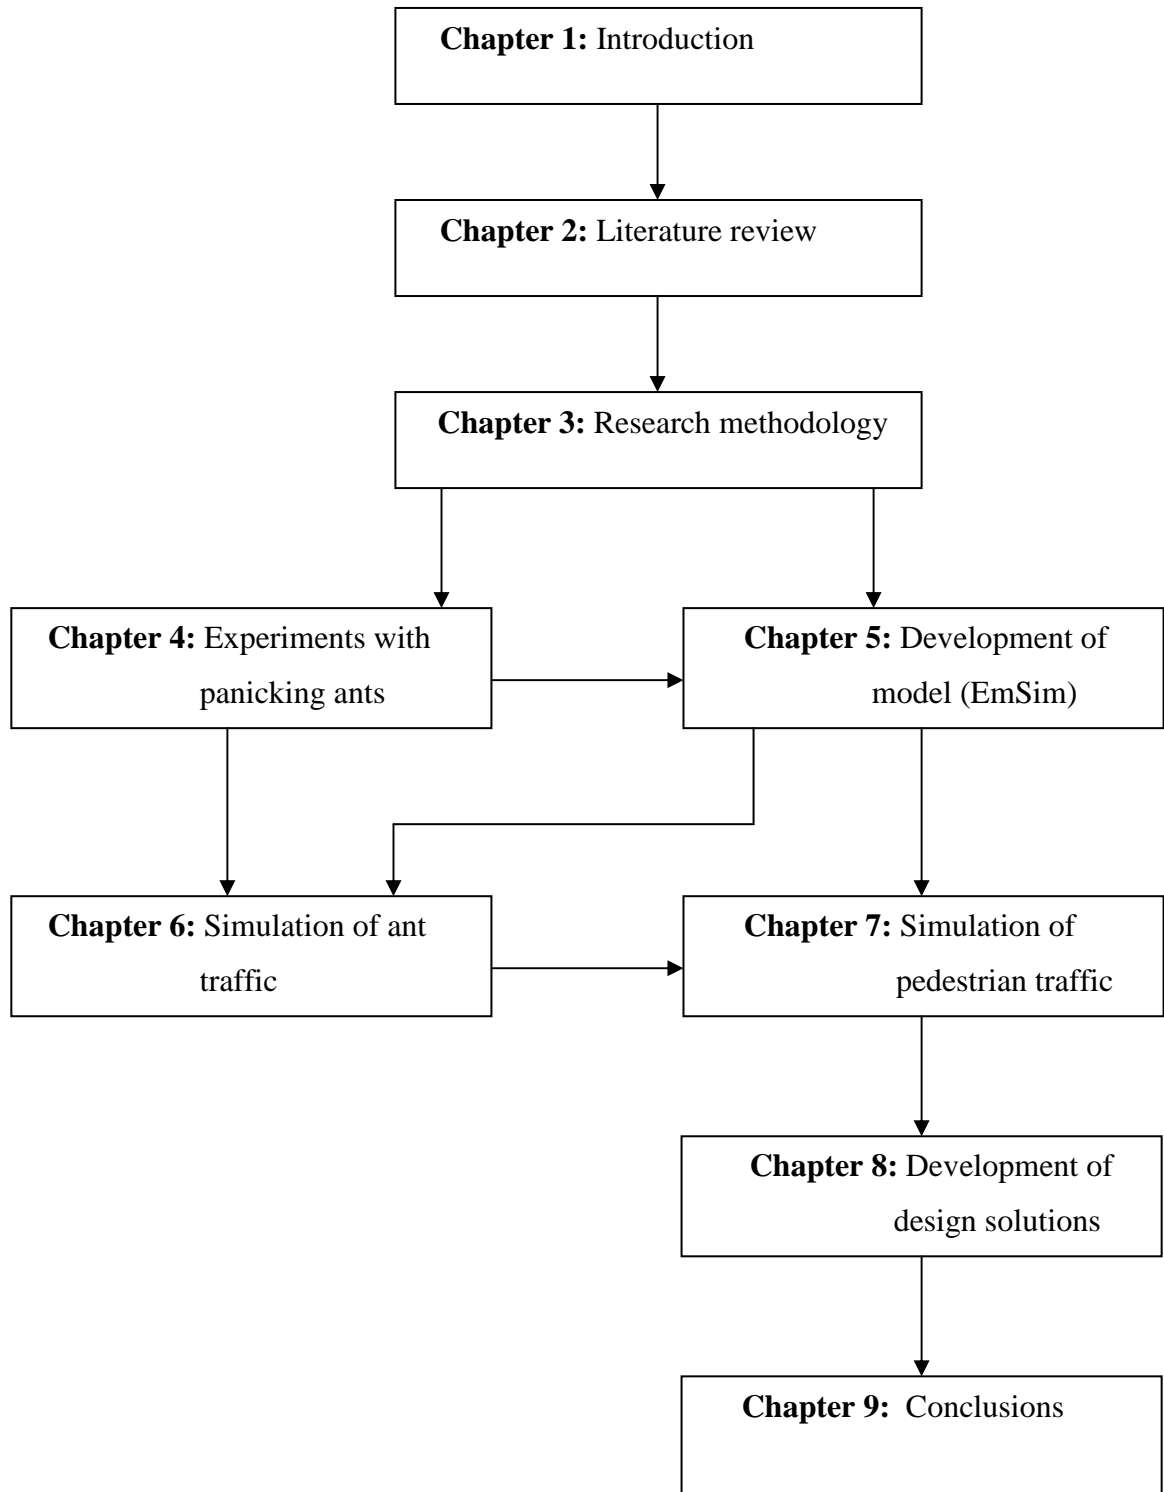 Chapter 1: Introduction
Chapter 2: Literature review
Chapter 3: Research methodology
Chapter 4: Experiments with
panicking ants
Chapter 5: Development of
model (EmSim)
Chapter 6: Simulation of ant
traffic
Chapter 7: Simulation of
pedestrian traffic
Chapter 8: Development of
design solutions
Chapter 9: Conclusions